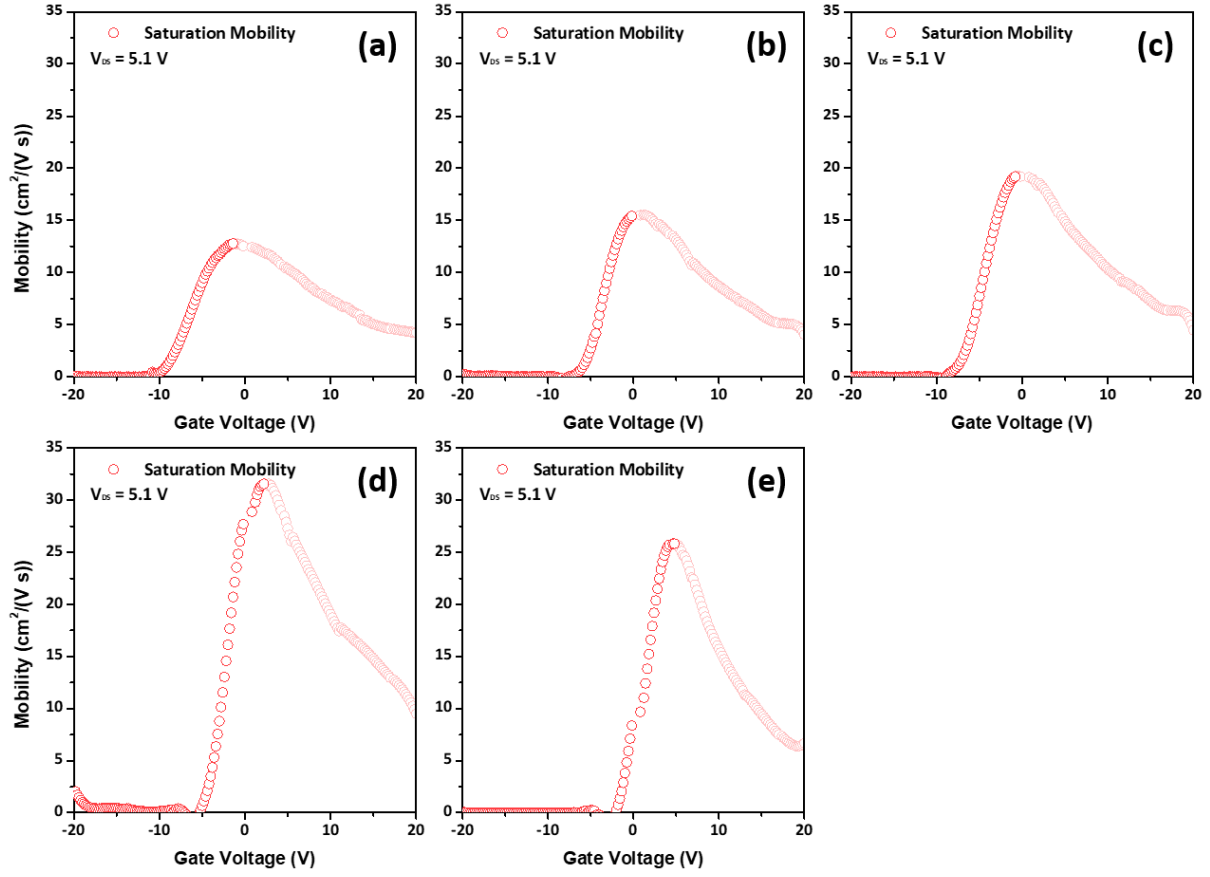 35
30
25
20
15
10
5
0
Mobility (cm²/(V s))
Saturation Mobility
V_DS = 5.1 V
(a)
-20 -10 0 10 20
Gate Voltage (V)
35
30
25
20
15
10
5
0
Saturation Mobility
V_DS = 5.1 V
(b)
-20 -10 0 10 20
Gate Voltage (V)
35
30
25
20
15
10
5
0
Saturation Mobility
V_DS = 5.1 V
(c)
-20 -10 0 10 20
Gate Voltage (V)
35
30
25
20
15
10
5
0
Mobility (cm²/(V s))
Saturation Mobility
V_DS = 5.1 V
(d)
-20 -10 0 10 20
Gate Voltage (V)
35
30
25
20
15
10
5
0
Saturation Mobility
V_DS = 5.1 V
(e)
-20 -10 0 10 20
Gate Voltage (V)